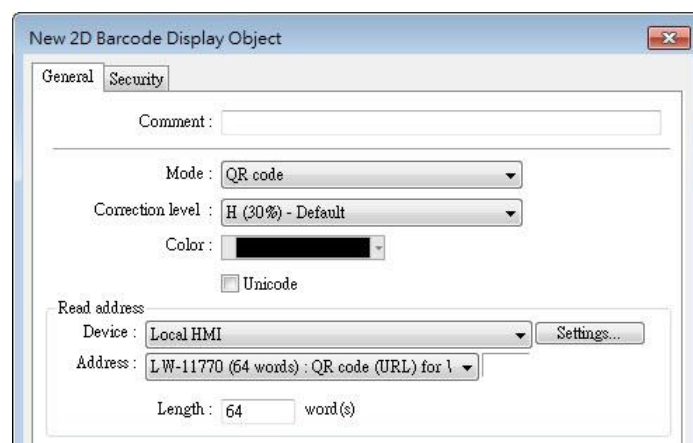 New 2D Barcode Display Object
General Security
Comment :
Mode : QR code
Correction level : H (30%) - Default
Color :
Unicode
Read address
Device : Local HMI Settings...
Address : LW-11770 (64 words) : QR code (URL) for
Length : 64 word(s)